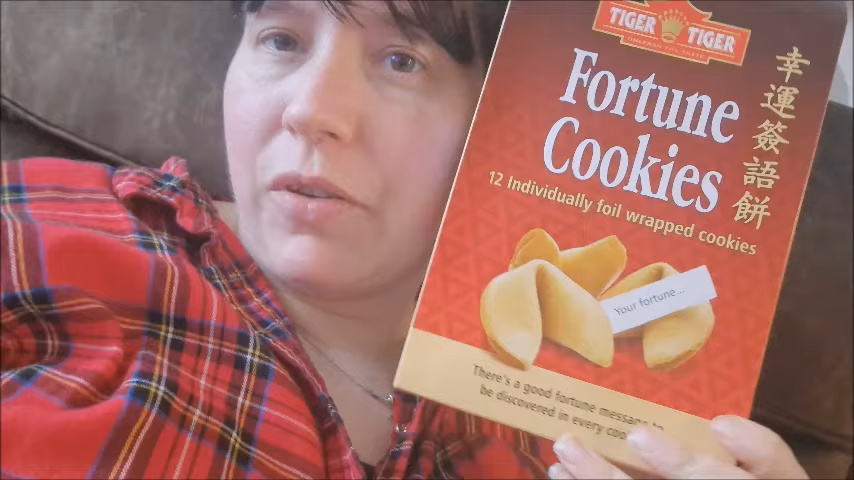 TIGER TIGER
Fortune
Cookies
幸運簽語餅
12 Individually foil wrapped cookies
Your fortune...
There's a good fortune message to
be discovered in every